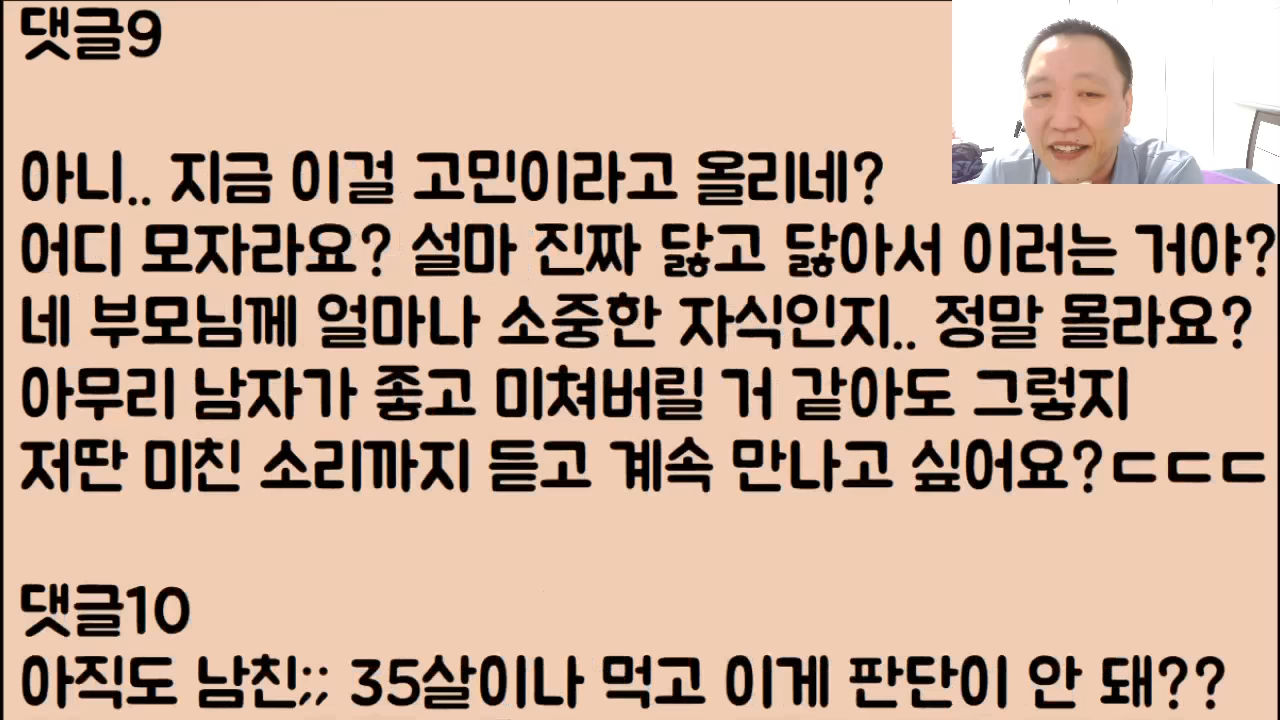 댓글9
아니.. 지금 이걸 고민이라고 올리네?
어디 모자라요? 설마 진짜 닳고 닳아서 이러는 거야?
네 부모님께 얼마나 소중한 자식인지.. 정말 몰라요?
아무리 남자가 좋고 미쳐버릴 거 같아도 그렇지
저딴 미친 소리까지 듣고 계속 만나고 싶어요?ㄷㄷㄷ
댓글10
아직도 남친;; 35살이나 먹고 이게 판단이 안 돼??